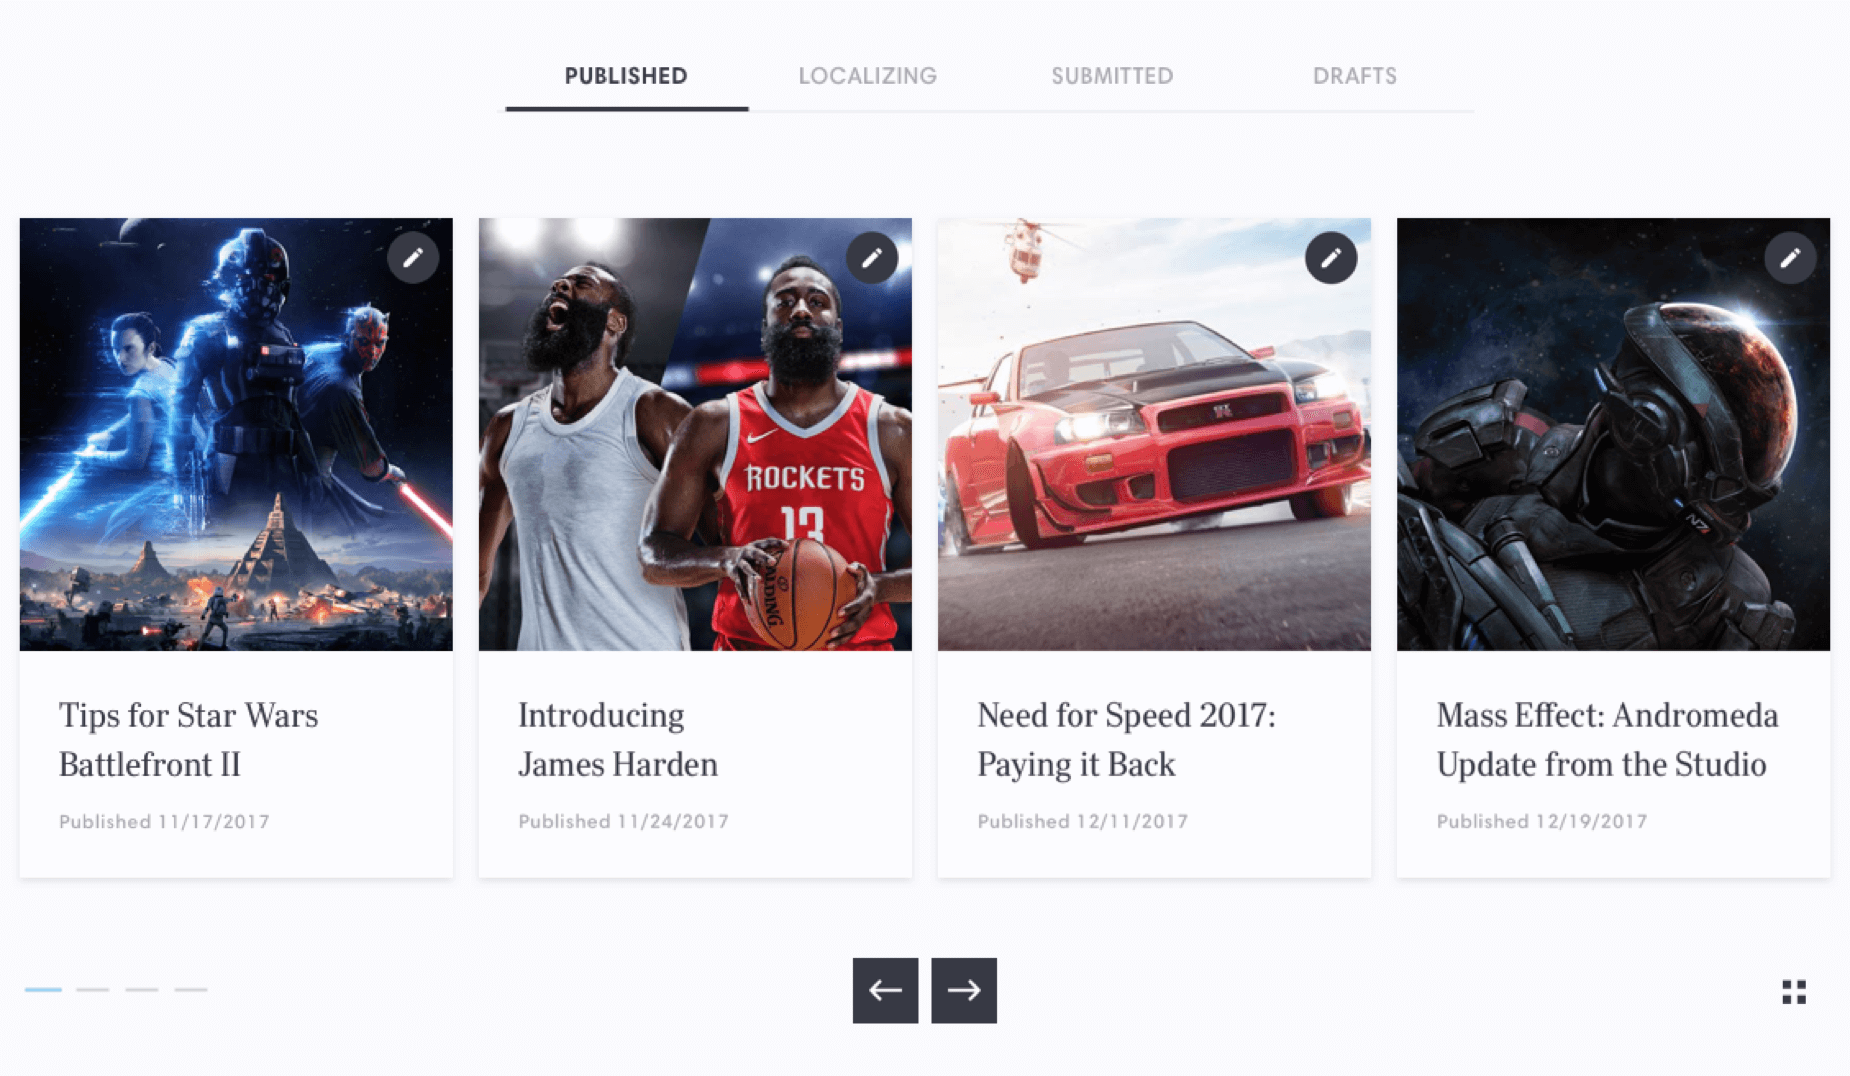 PUBLISHED
LOCALIZING
SUBMITTED
DRAFTS
ROCKETS
13
ALDING
N7
Tips for Star Wars
Battlefront II
Published 11/17/2017
Introducing
James Harden
Published 11/24/2017
Need for Speed 2017:
Paying it Back
Published 12/11/2017
Mass Effect: Andromeda
Update from the Studio
Published 12/19/2017